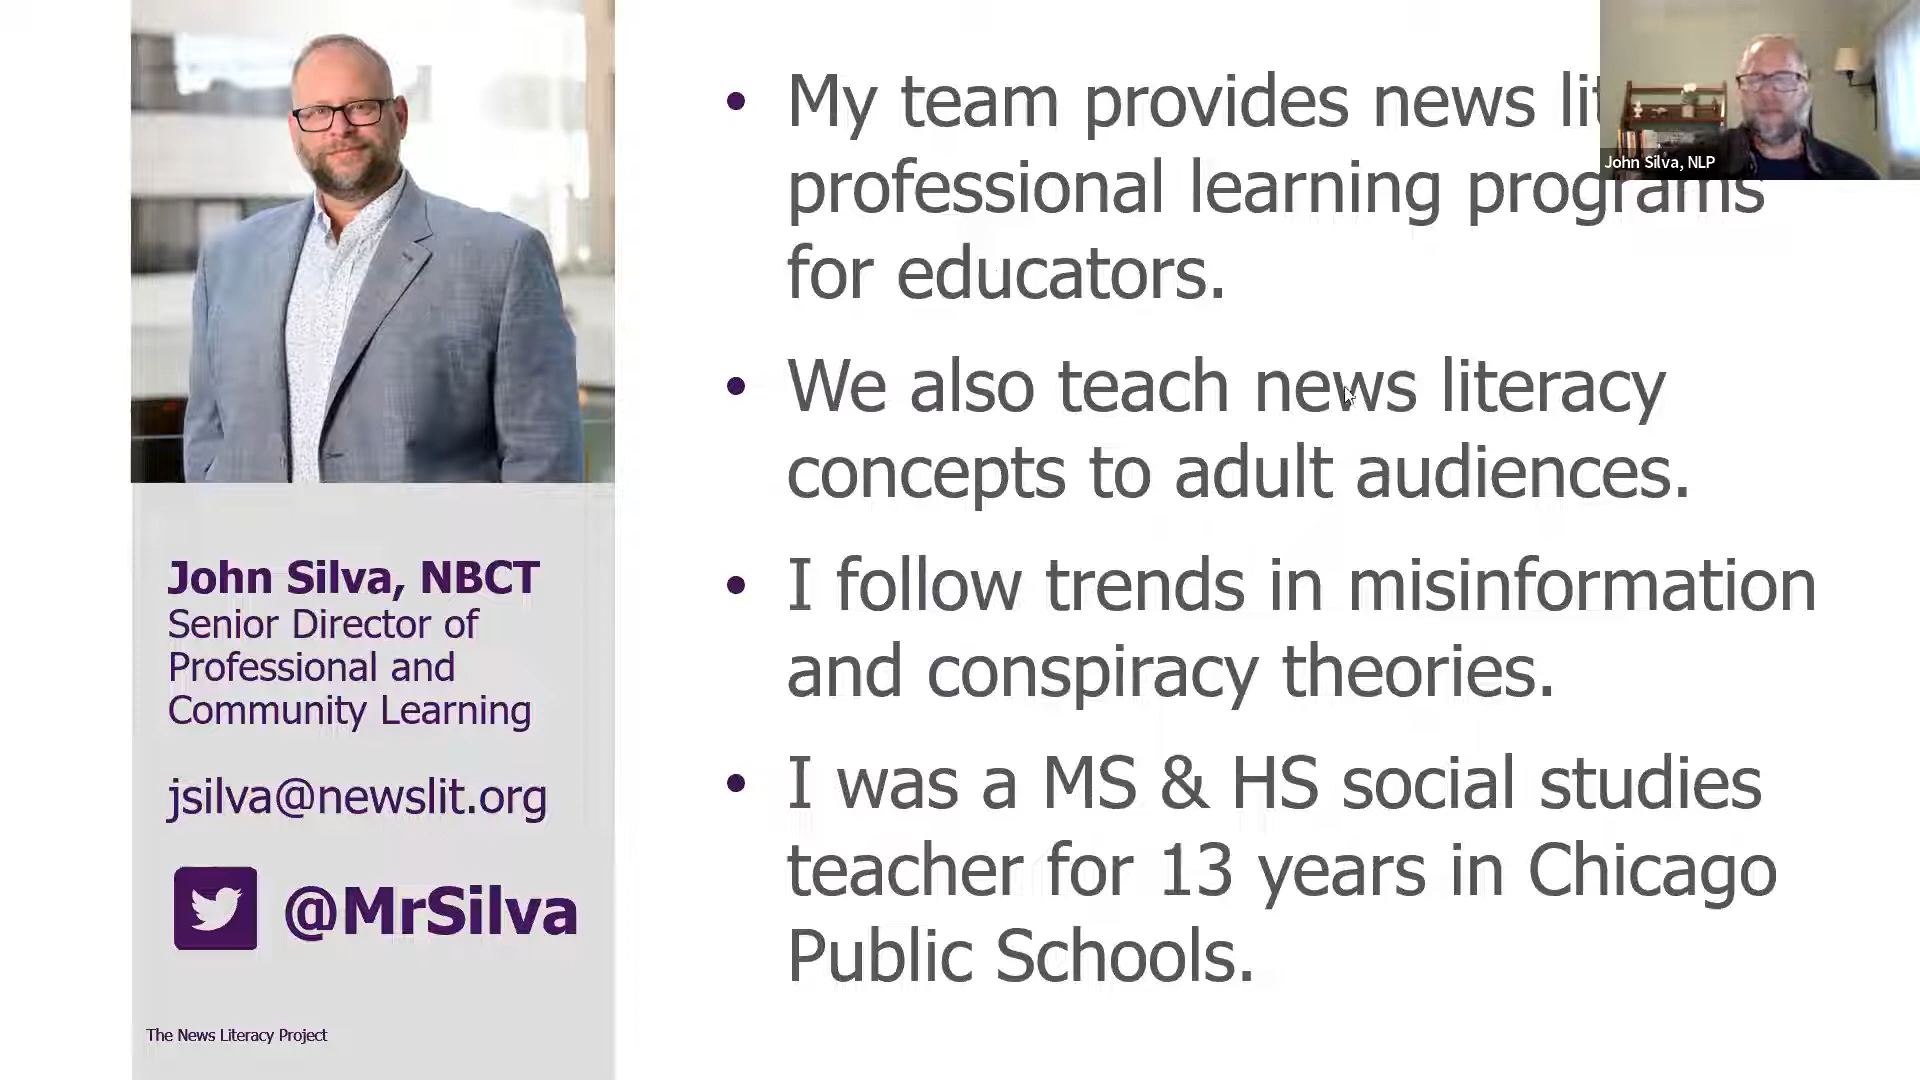 My team provides news lit
professional learning programs
for educators.
We also teach news literacy
concepts to adult audiences.
I follow trends in misinformation
and conspiracy theories.
I was a MS & HS social studies
teacher for 13 years in Chicago
Public Schools.
John Silva, NLP
John Silva, NBCT
Senior Director of
Professional and
Community Learning
jsilva@newslit.org
@MrSilva
The News Literacy Project